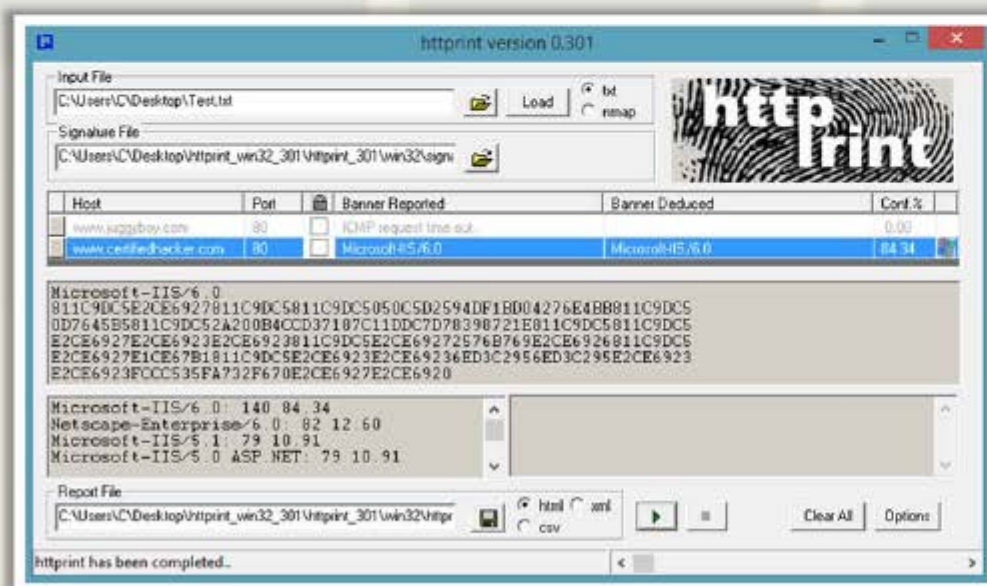 httprint version 0.301
Input File
C:\Users\C\Desktop\Test.txt
Load
txt
nmap
http
print
Signature File
C:\Users\C\Desktop\httprint_win32_301\httprint_301\win32\signa
Host Port Banner Reported Banner Deduced Conf.%
www.juggyboy.com 80 ICMP request time out. 0.00
www.certifiedhacker.com 80 Microsoft-IIS/6.0 Microsoft-IIS/6.0 84.34
Microsoft-IIS/6.0
811C9DC5E2CE6927811C9DC5811C9DC5050C5D2594DF1BD04276E4BB811C9DC5
0D7645B5811C9DC52A200B4CCD37187C11DDC7D78398721E811C9DC5811C9DC5
E2CE6927E2CE6923E2CE6923811C9DC5E2CE69272576B769E2CE6926811C9DC5
E2CE6927E1CE67B1811C9DC5E2CE6923E2CE69236ED3C2956ED3C295E2CE6923
E2CE6923FCCC535FA732F670E2CE6927E2CE6920
Microsoft-IIS/6.0: 140 84.34
Netscape-Enterprise/6.0: 82 12.60
Microsoft-IIS/5.1: 79 10.91
Microsoft-IIS/5.0 ASP.NET: 79 10.91
Report File
C:\Users\C\Desktop\httprint_win32_301\httprint_301\win32\httpr
html
xml
csv
Clear All
Options
httprint has been completed..